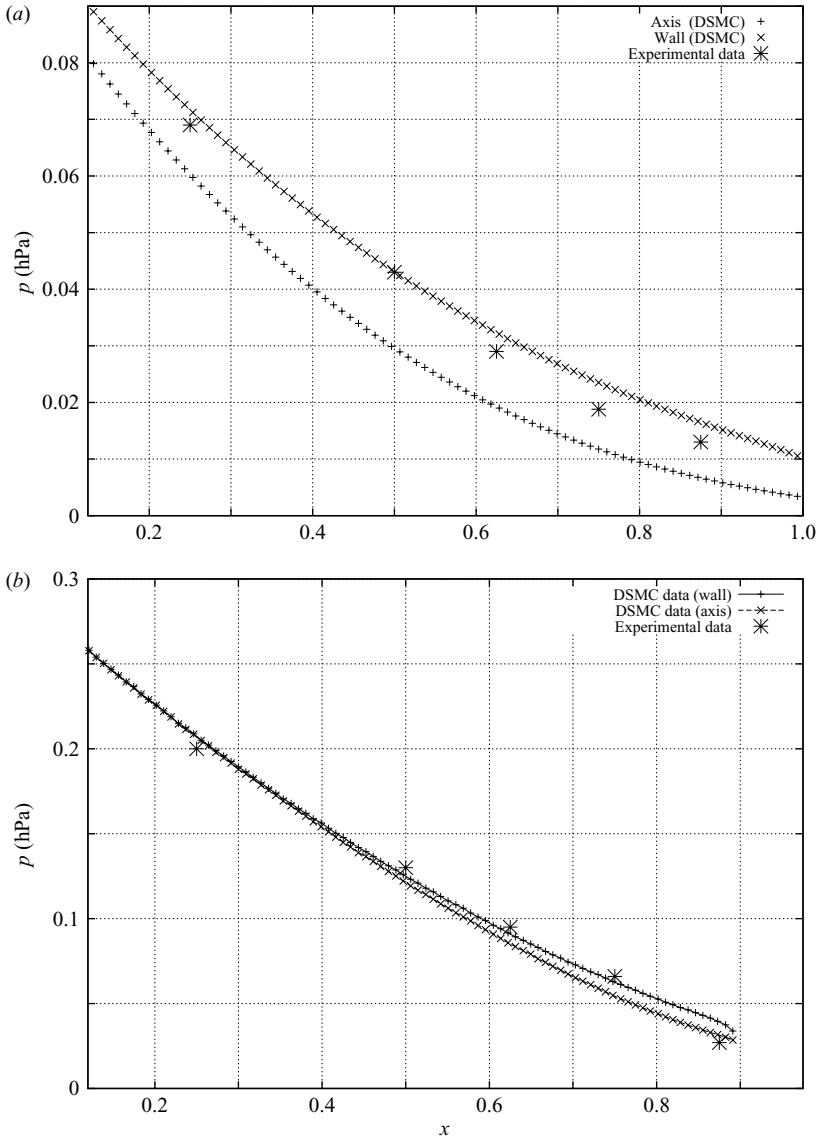 (a)
Axis (DSMC)
Wall (DSMC)
Experimental data
0.08
0.06
p (hPa)
0.04
0.02
0
0.2
0.4
0.6
0.8
1.0
(b)
0.3
DSMC data (wall)
DSMC data (axis)
Experimental data
0.2
p (hPa)
0.1
0
0.2
0.4
0.6
0.8
x